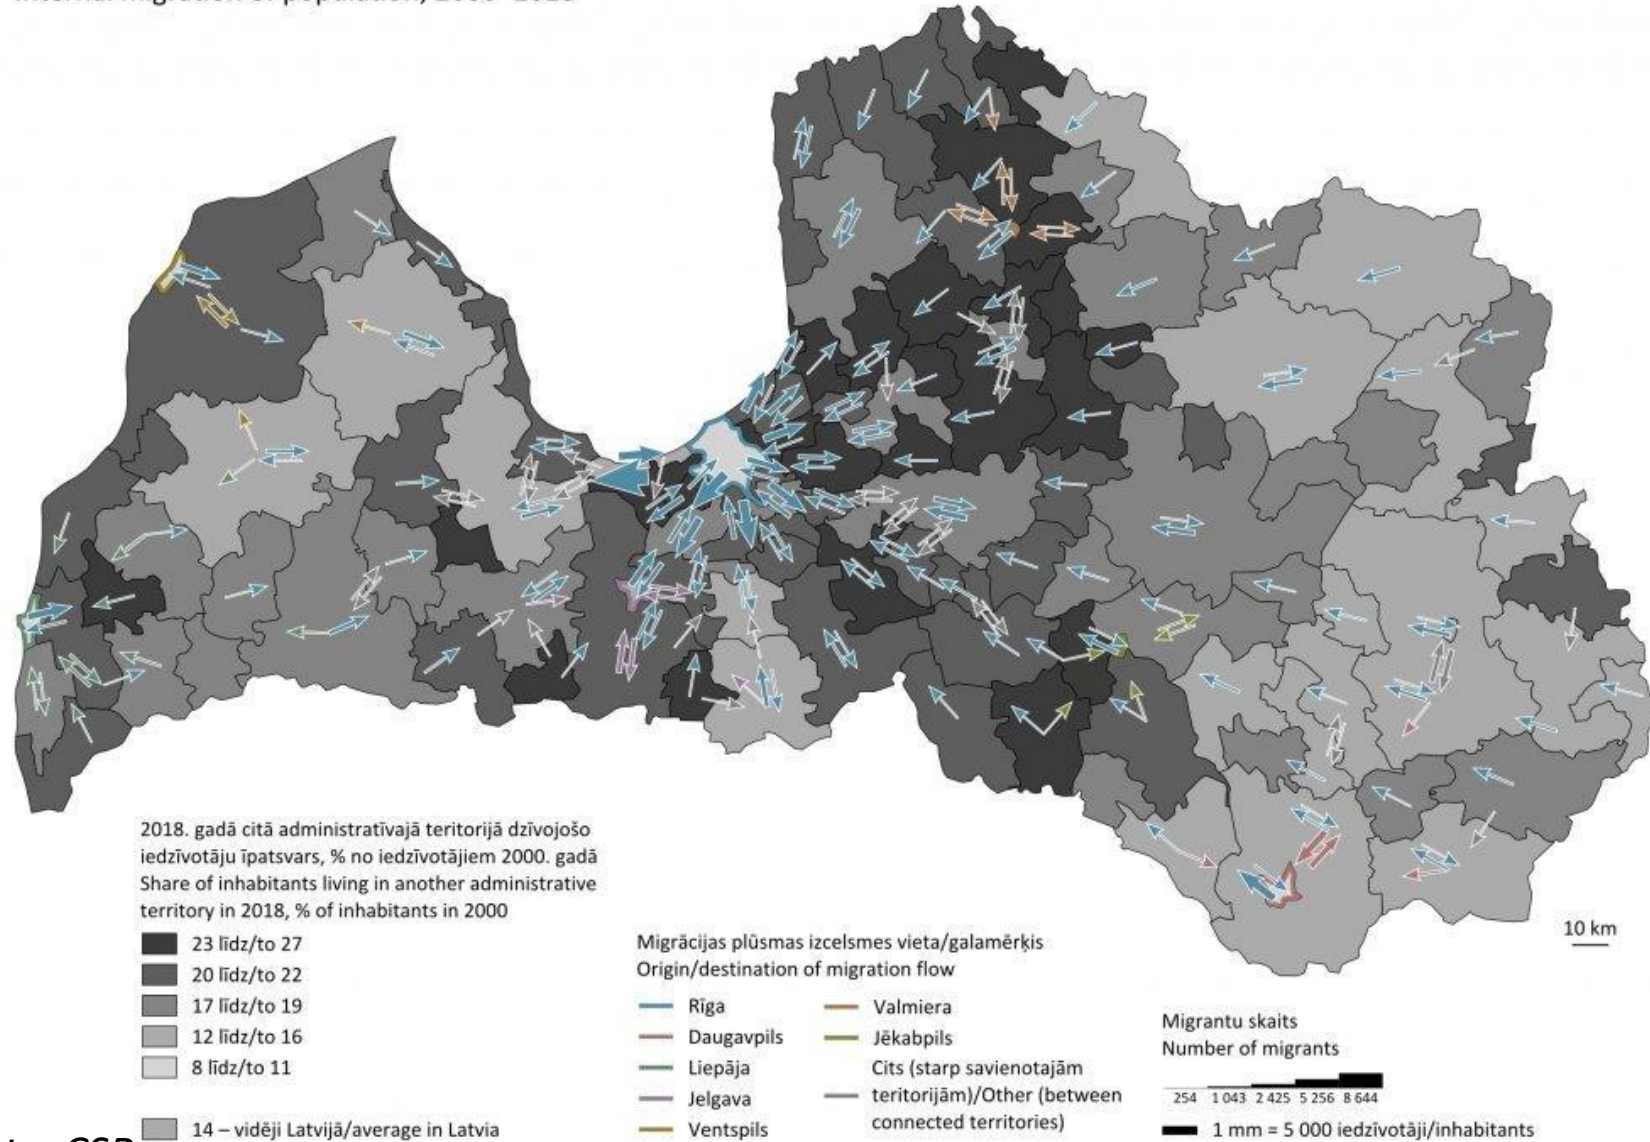 2018. gadā citā administratīvajā teritorijā dzīvojošo
iedzīvotāju īpatsvars, % no iedzīvotājiem 2000. gadā
Share of inhabitants living in another administrative
territory in 2018, % of inhabitants in 2000
23 līdz/to 27
20 līdz/to 22
17 līdz/to 19
12 līdz/to 16
8 līdz/to 11
14 – vidēji Latvijā/average in Latvia
Migrācijas plūsmas izcelsmes vieta/galamērķis
Origin/destination of migration flow
Rīga
Daugavpils
Liepāja
Jelgava
Ventspils
Valmiera
Jēkabpils
Cits (starp savienotajām
teritorijām)/Other (between
connected territories)
10 km
Migrantu skaits
Number of migrants
254 1 043 2 425 5 256 8 644
1 mm = 5 000 iedzīvotāji/inhabitants